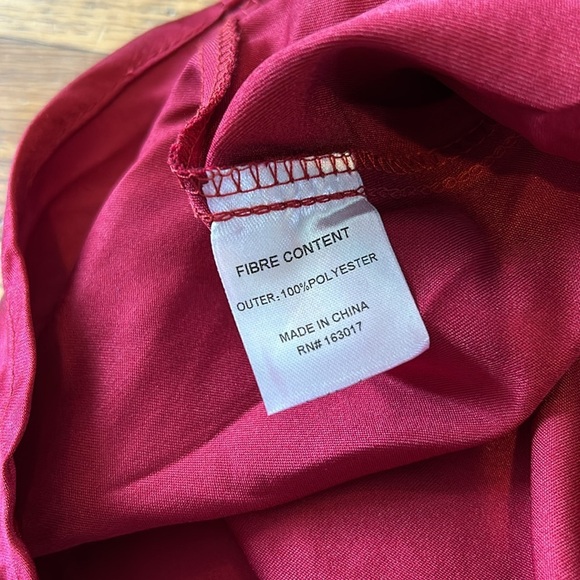 FIBRE CONTENT
OUTER:100%POLYESTER
MADE IN CHINA
RN# 163017